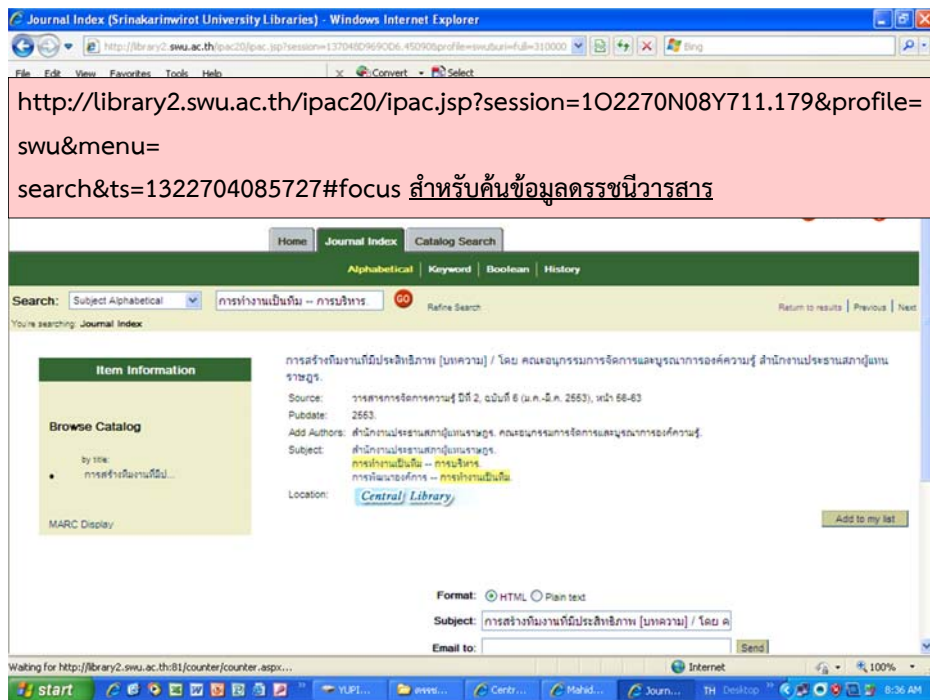 Journal Index (Srinakarinwirot University Libraries) - Windows Internet Explorer
Bing
File Edit View Favorites Tools Help
Convert Select
http://library2.swu.ac.th/ipac20/ipac.jsp?session=1O2270N08Y711.179&profile=
swu&menu=
search&ts=1322704085727#focus สำหรับค้นข้อมูลดรรชนีวารสาร
Home Journal Index Catalog Search
Alphabetical Keyword Boolean History
Search: Subject Alphabetical การทำงานเป็นทีม -- การบริหาร. GO Refine Search Return to results Previous Next
You're searching: Journal Index
Item Information
Browse Catalog
by title:
การสร้างทีมงานที่มีป...
MARC Display
การสร้างทีมงานที่มีประสิทธิภาพ [บทความ] / โดย คณะอนุกรรมการจัดการและบูรณาการองค์ความรู้ สำนักงานประธานสภาผู้แทน
ราษฎร.
Source: วารสารการจัดการความรู้ ปีที่ 2, ฉบับที่ 6 (ม.ค.-มี.ค. 2553), หน้า 56-63
Pubdate: 2553.
Add Authors: สำนักงานประธานสภาผู้แทนราษฎร. คณะอนุกรรมการจัดการและบูรณาการองค์ความรู้.
Subject: สำนักงานประธานสภาผู้แทนราษฎร.
การทำงานเป็นทีม -- การบริหาร.
การพัฒนาองค์การ -- การทำงานเป็นทีม.
Location: Central Library
Add to my list
Format: HTML Plain text
Subject: การสร้างทีมงานที่มีประสิทธิภาพ [บทความ] / โดย ค
Email to: Send
Waiting for http://library2.swu.ac.th:81/counter/counter.aspx... Internet 100%
start YUPI... Centr... Mahid... Journ... TH Desktop 8:36 AM